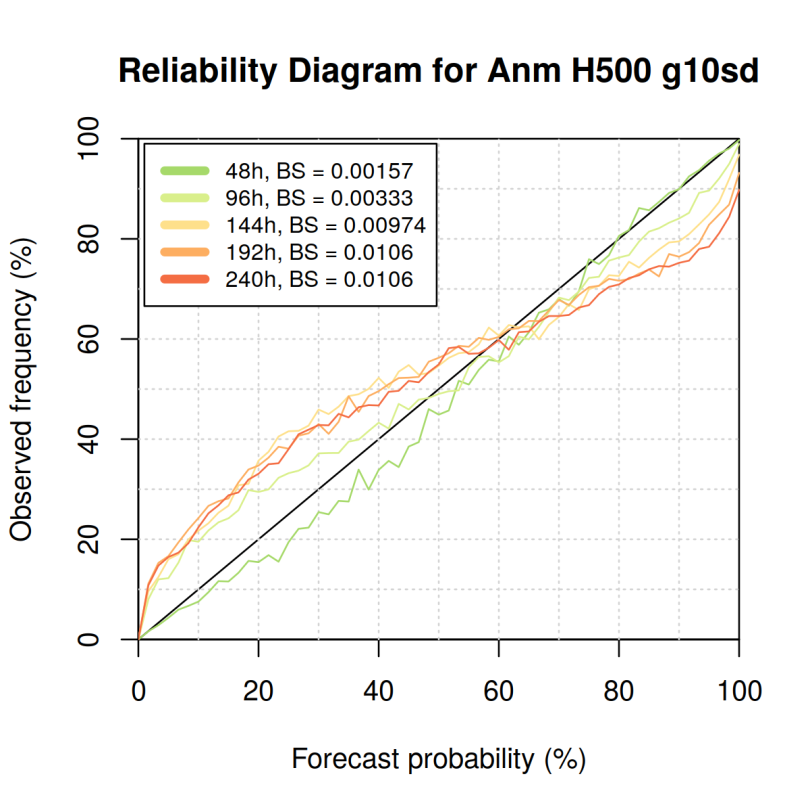 Reliability Diagram for Anm H500 g10sd
48h, BS = 0.00157
96h, BS = 0.00333
144h, BS = 0.00974
192h, BS = 0.0106
240h, BS = 0.0106
Observed frequency (%)
100
80
60
40
20
0
0 20 40 60 80 100
Forecast probability (%)